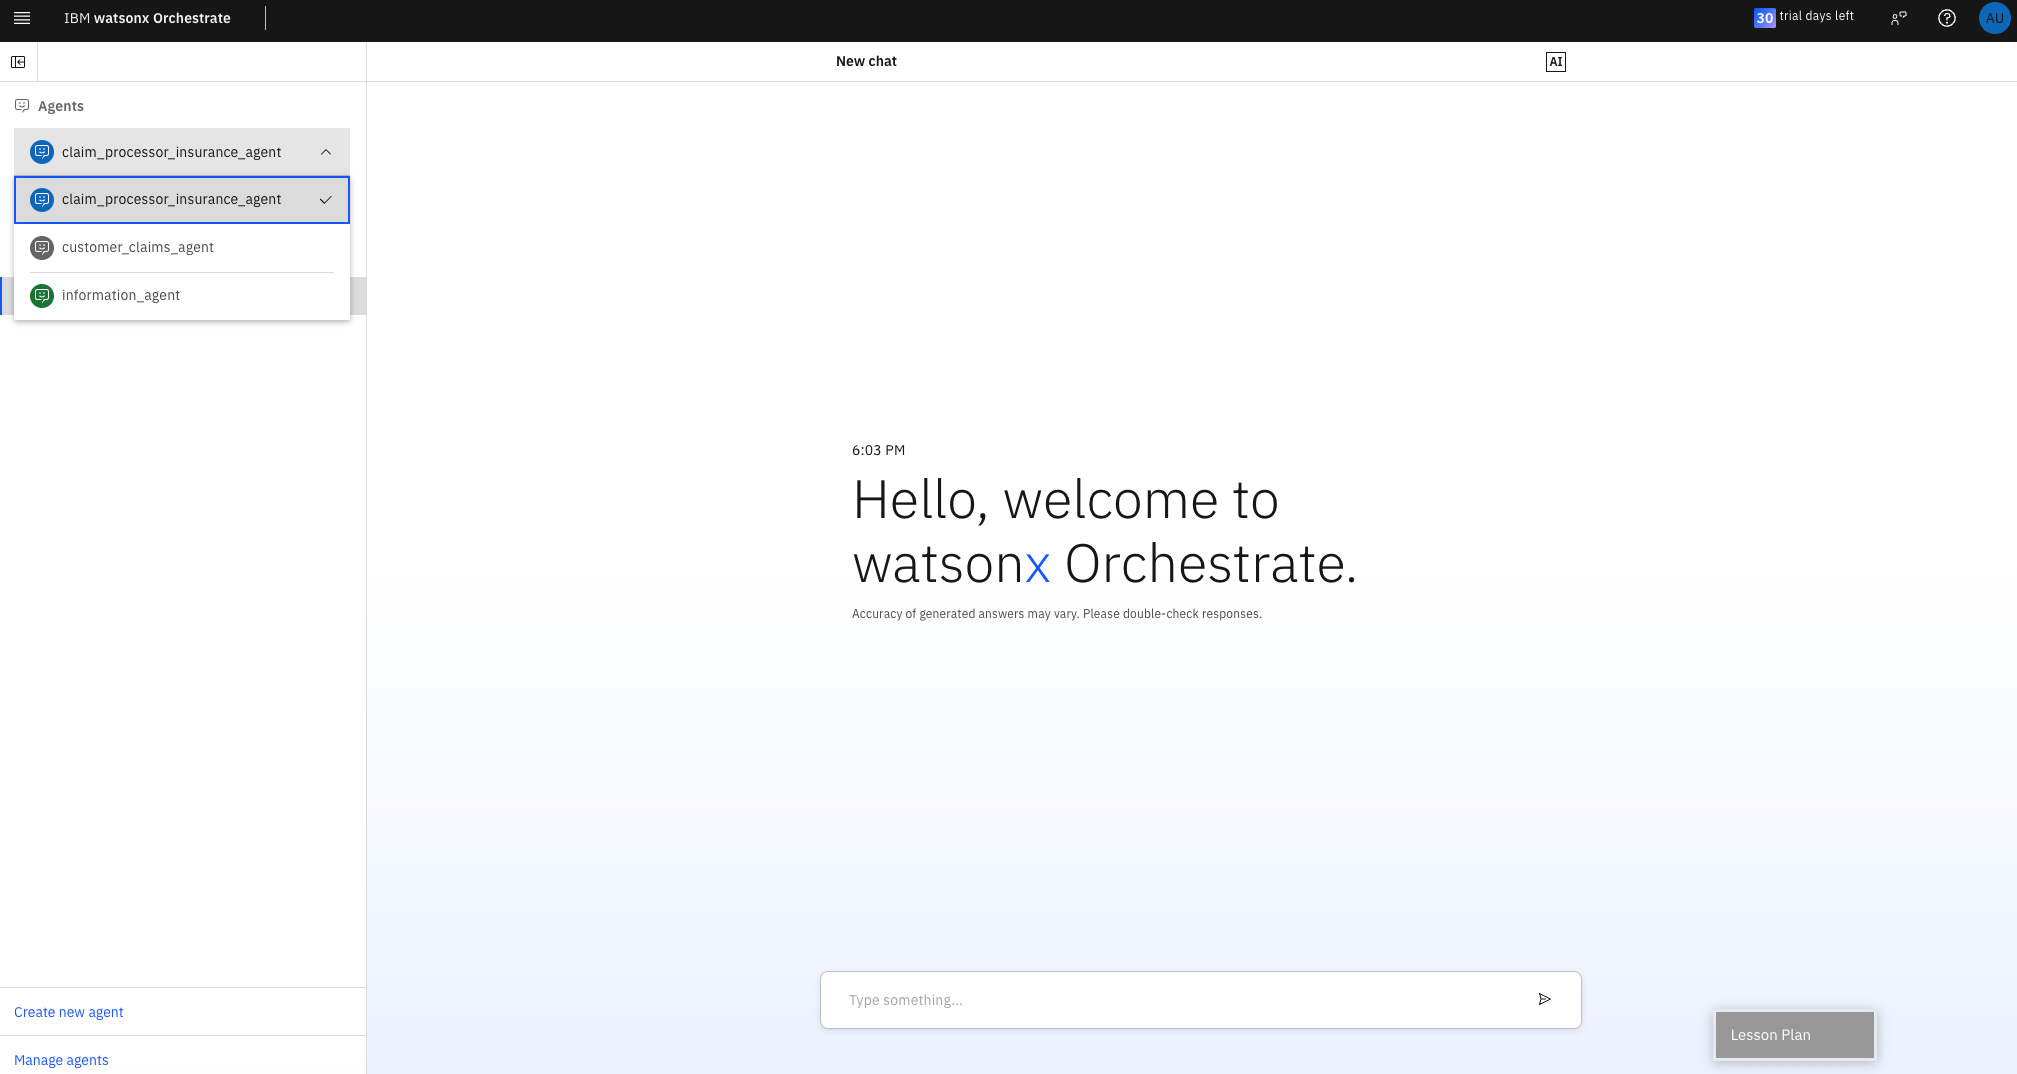 IBM watsonx Orchestrate
30 trial days left
AU
New chat
AI
Agents
claim_processor_insurance_agent
claim_processor_insurance_agent
customer_claims_agent
information_agent
6:03 PM
Hello, welcome to
watsonx Orchestrate.
Accuracy of generated answers may vary. Please double-check responses.
Type something...
Create new agent
Manage agents
Lesson Plan